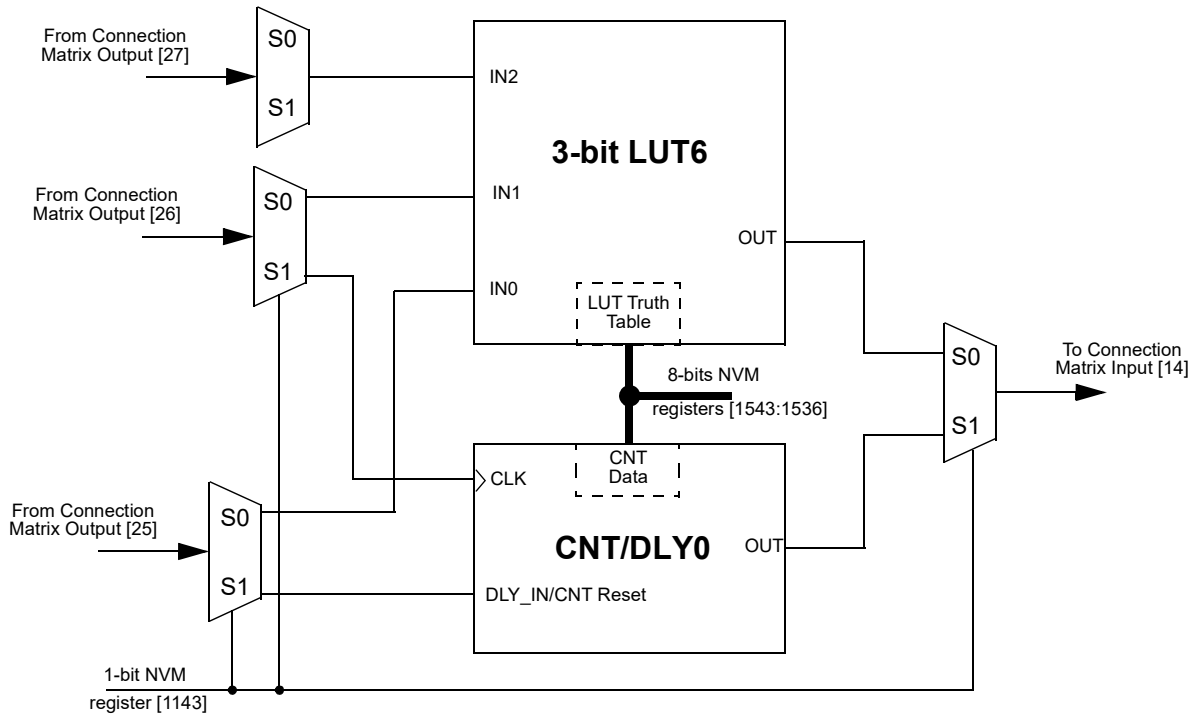 From Connection
Matrix Output [27]
S0
S1
IN2
3-bit LUT6
From Connection
Matrix Output [26]
S0
S1
IN1
OUT
IN0
LUT Truth
Table
S0
S1
To Connection
Matrix Input [14]
8-bits NVM
registers [1543:1536]
CNT
Data
CLK
From Connection
Matrix Output [25]
S0
S1
CNT/DLY0
OUT
DLY_IN/CNT Reset
1-bit NVM
register [1143]